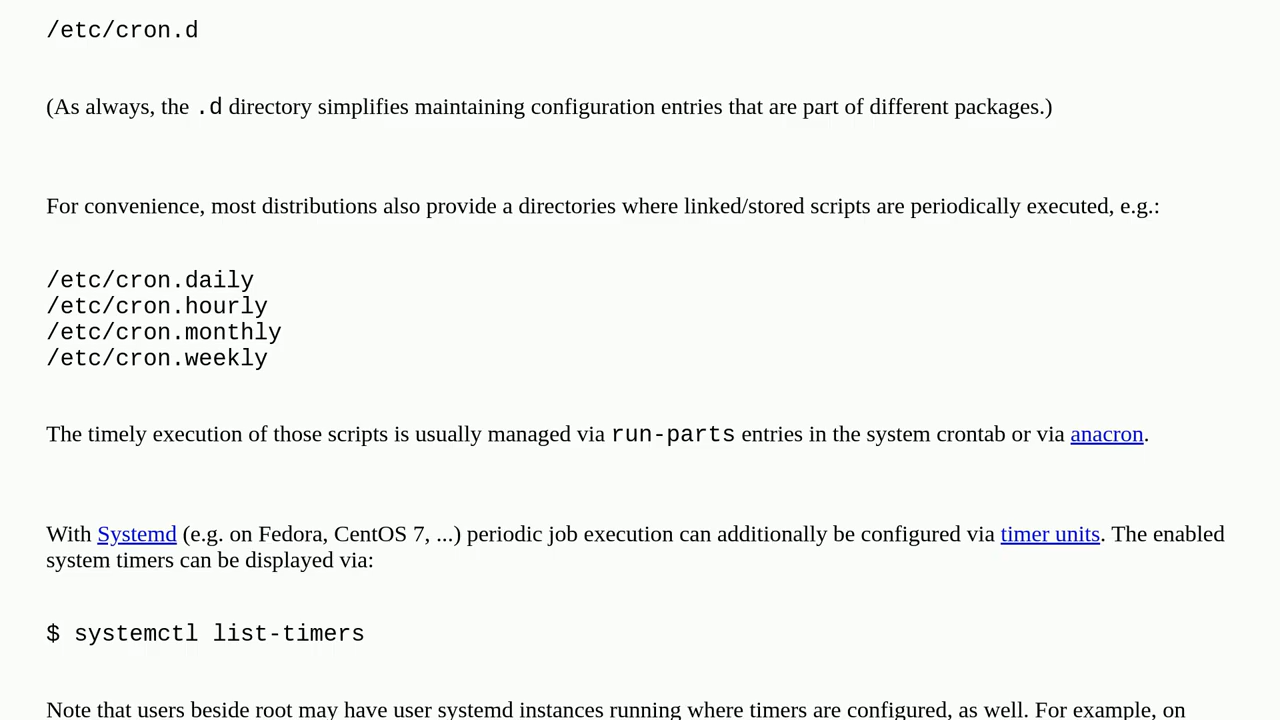 /etc/cron.d
(As always, the .d directory simplifies maintaining configuration entries that are part of different packages.)
For convenience, most distributions also provide a directories where linked/stored scripts are periodically executed, e.g.:
/etc/cron.daily
/etc/cron.hourly
/etc/cron.monthly
/etc/cron.weekly
The timely execution of those scripts is usually managed via run-parts entries in the system crontab or via anacron.
With Systemd (e.g. on Fedora, CentOS 7, ...) periodic job execution can additionally be configured via timer units. The enabled
system timers can be displayed via:
$ systemctl list-timers
Note that users beside root may have user systemd instances running where timers are configured, as well. For example, on